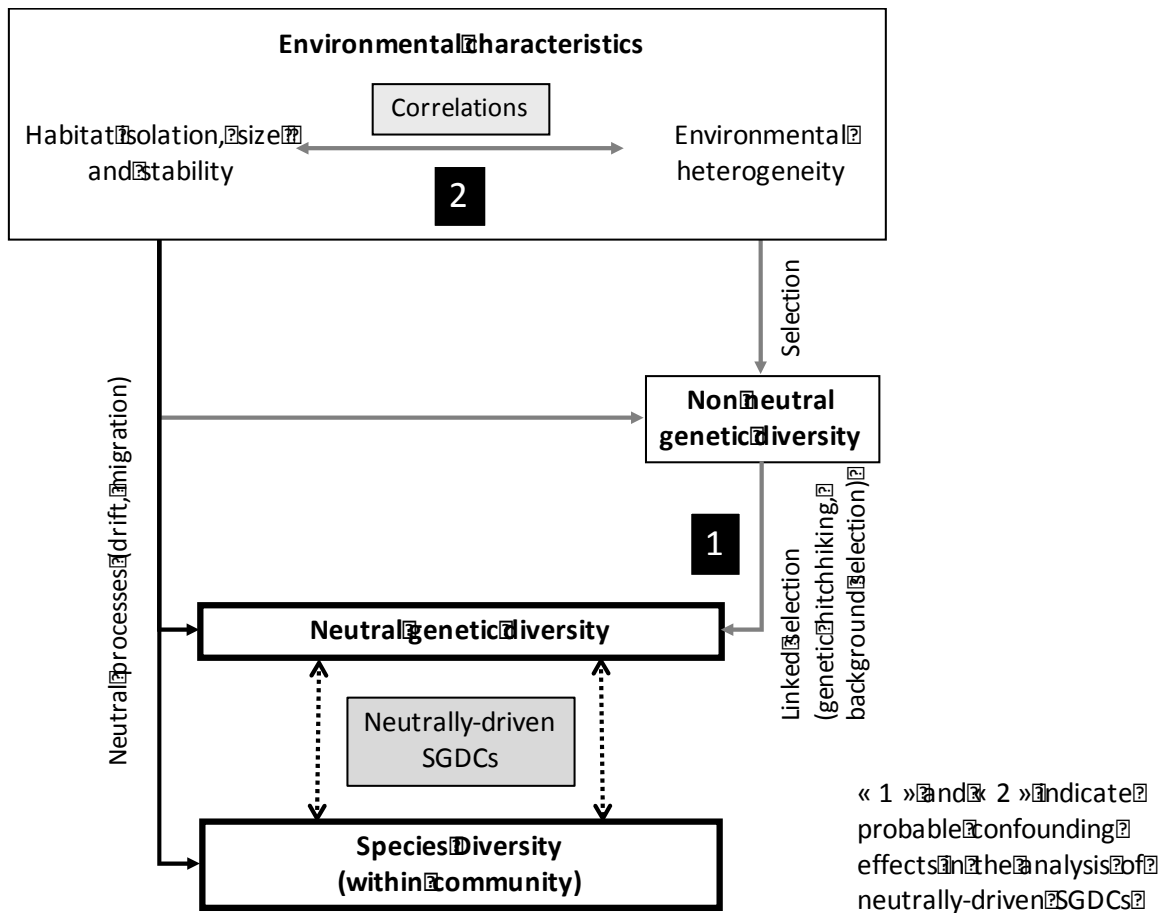 Environmental characteristics
Correlations
Habitat isolation, size
and stability
Environmental
heterogeneity
2
Selection
Non neutral
genetic diversity
Neutral processes (drift, migration)
1
Linked selection
(genetic hitchhiking,
background selection)
Neutral genetic diversity
Neutrally-driven
SGDCs
Species Diversity
(within community)
« 1 » and « 2 » indicate
probable confounding
effects in the analysis of
neutrally-driven SGDCs